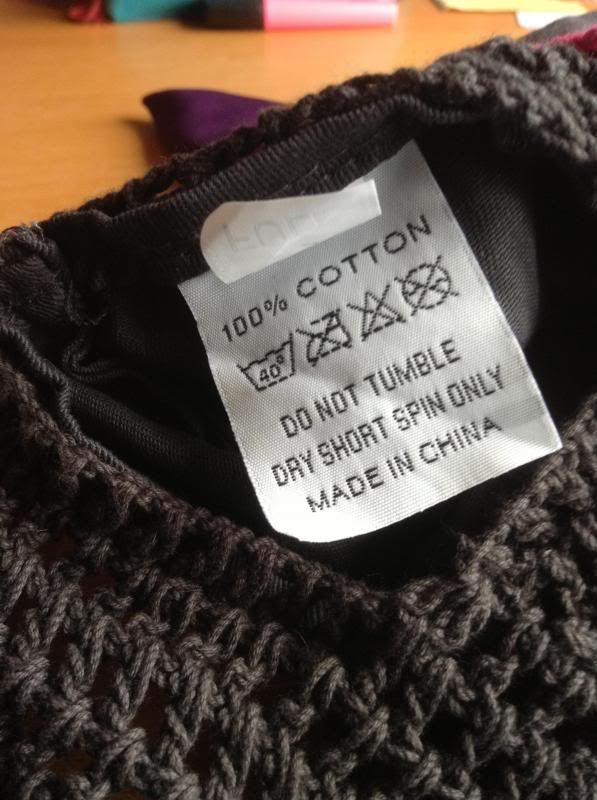 100% COTTON
40°
DO NOT TUMBLE
DRY SHORT SPIN ONLY
MADE IN CHINA